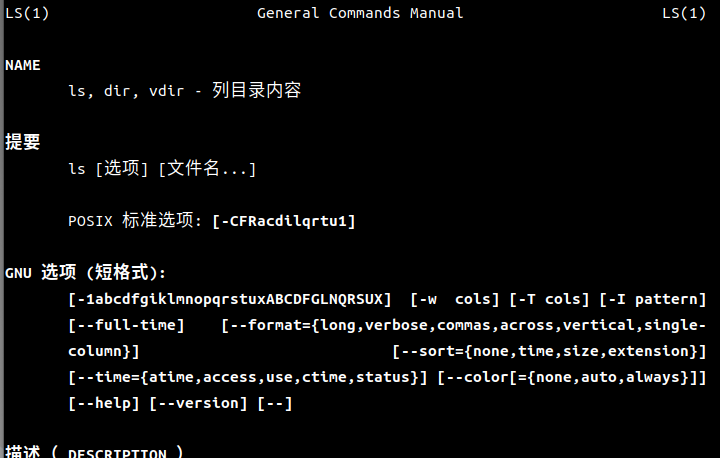 LS(1) General Commands Manual LS(1)
NAME
ls, dir, vdir - 列目录内容
提要
ls [选项] [文件名...]
POSIX 标准选项: [-CFRacdilqrtu1]
GNU 选项 (短格式):
[-1abcdfgiklmnopqrstuxABCDFGLNQRSUX] [-w cols] [-T cols] [-I pattern]
[--full-time] [--format={long,verbose,commas,across,vertical,single-
column}] [--sort={none,time,size,extension}]
[--time={atime,access,use,ctime,status}] [--color[={none,auto,always}]]
[--help] [--version] [--]
描述 ( DESCRIPTION )